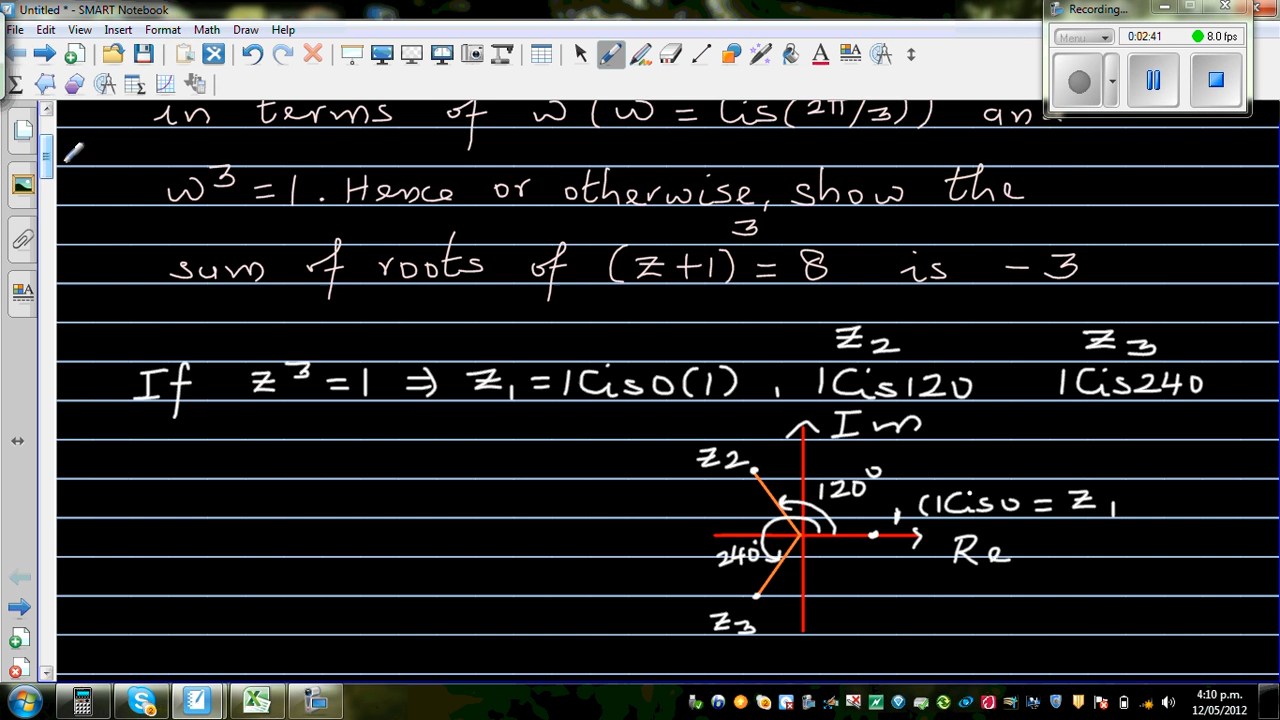 Untitled * - SMART Notebook
Recording...
File Edit View Insert Format Math Draw Help
Menu 0:02:41 8.0 fps
in terms of w (w = Cis(2π/3)) and
w³ = 1. Hence or otherwise, show the
sum of roots of (z+1)³ = 8 is -3
z2 z3
If z³ = 1 ⇒ z₁ = 1Cis0(1), 1Cis120 1Cis240
Im
z2
120°
1Cis0 = z₁
240°
Re
z3
4:10 p.m.
12/05/2012